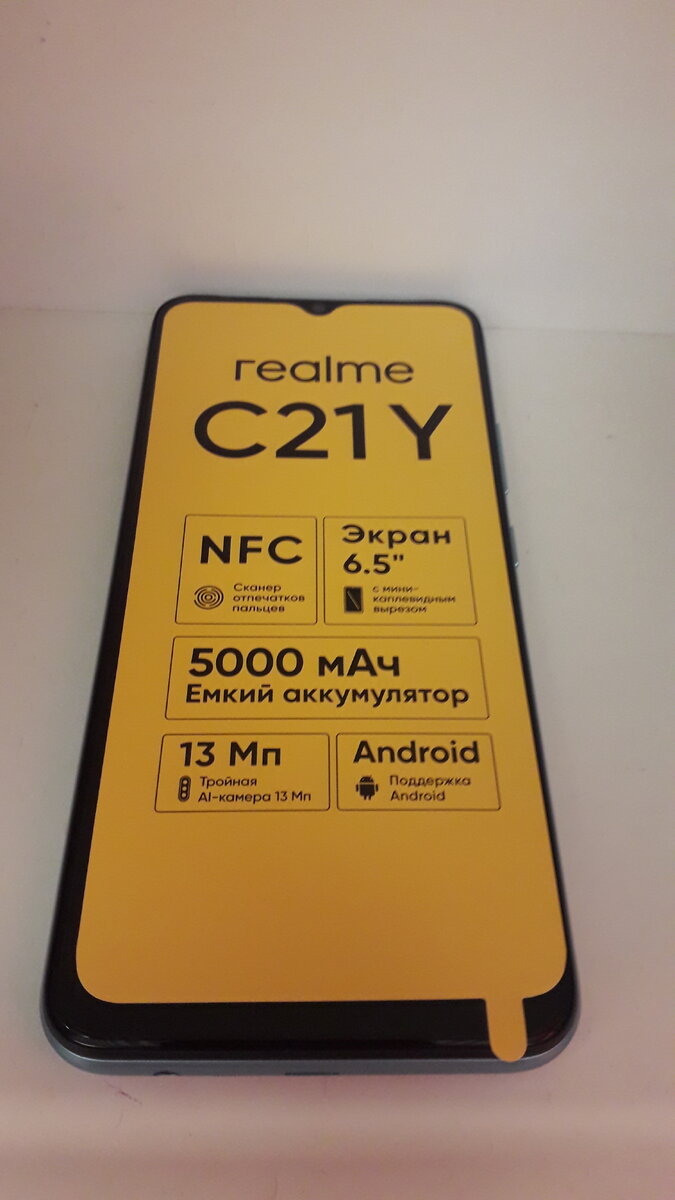 realme
C21Y
NFC
Сканер
отпечатков
пальцев
Экран
6.5"
с мини-
каплевидным
вырезом
5000 мАч
Емкий аккумулятор
13 Мп
Тройная
AI-камера 13 Мп
Android
Поддержка
Android